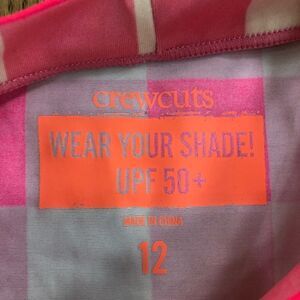 crewcuts
WEAR YOUR SHADE!
UPF 50+
MADE IN CHINA
12